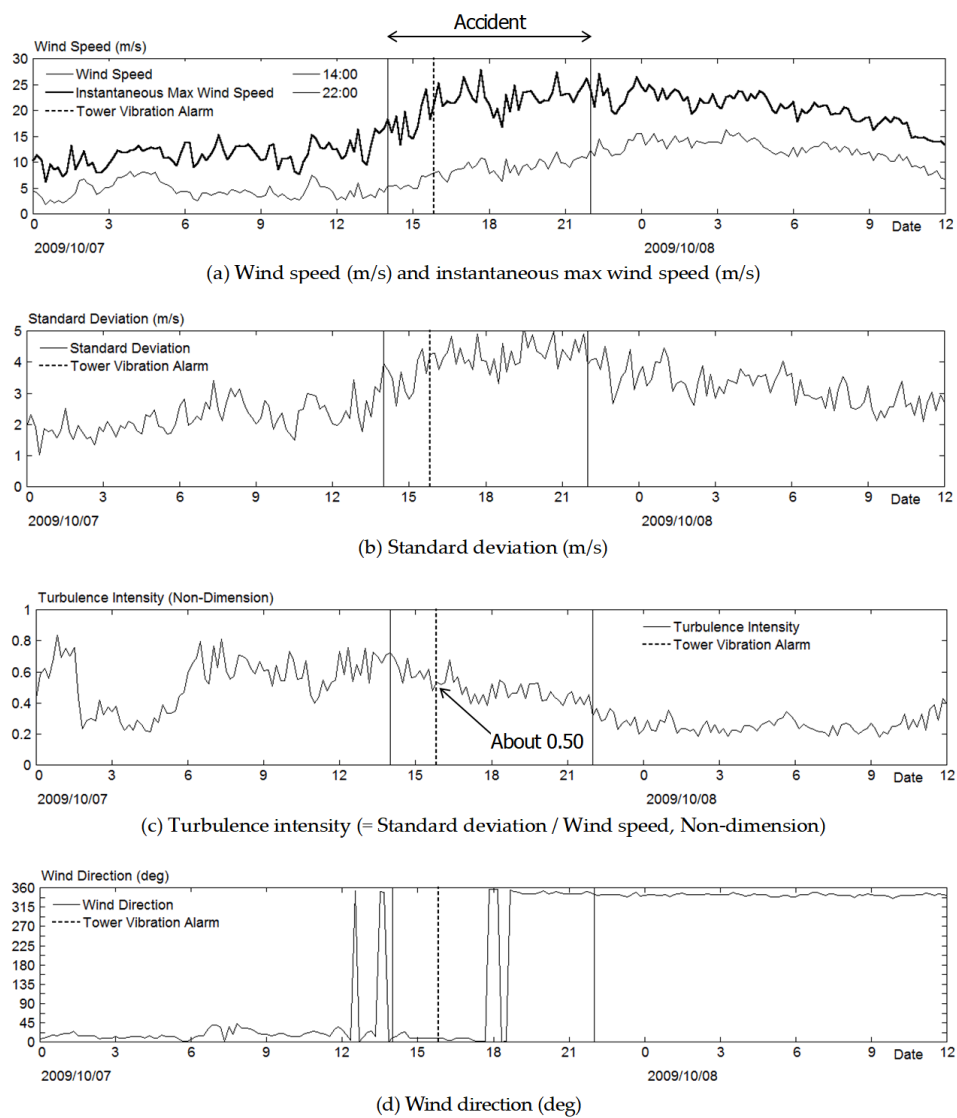 Accident
Wind Speed (m/s)
30
25
20
15
10
5
0
Wind Speed
14:00
Instantaneous Max Wind Speed
22:00
Tower Vibration Alarm
0 3 6 9 12 15 18 21 0 3 6 9 Date 12
2009/10/07 2009/10/08
(a) Wind speed (m/s) and instantaneous max wind speed (m/s)
Standard Deviation (m/s)
5
4
3
2
1
0
Standard Deviation
Tower Vibration Alarm
0 3 6 9 12 15 18 21 0 3 6 9 Date 12
2009/10/07 2009/10/08
(b) Standard deviation (m/s)
Turbulence Intensity (Non-Dimension)
1
0.8
0.6
0.4
0.2
0
Turbulence Intensity
Tower Vibration Alarm
About 0.50
0 3 6 9 12 15 18 21 0 3 6 9 Date 12
2009/10/07 2009/10/08
(c) Turbulence intensity (= Standard deviation / Wind speed, Non-dimension)
Wind Direction (deg)
360
315
270
225
180
135
90
45
0
Wind Direction
Tower Vibration Alarm
0 3 6 9 12 15 18 21 0 3 6 9 Date 12
2009/10/07 2009/10/08
(d) Wind direction (deg)